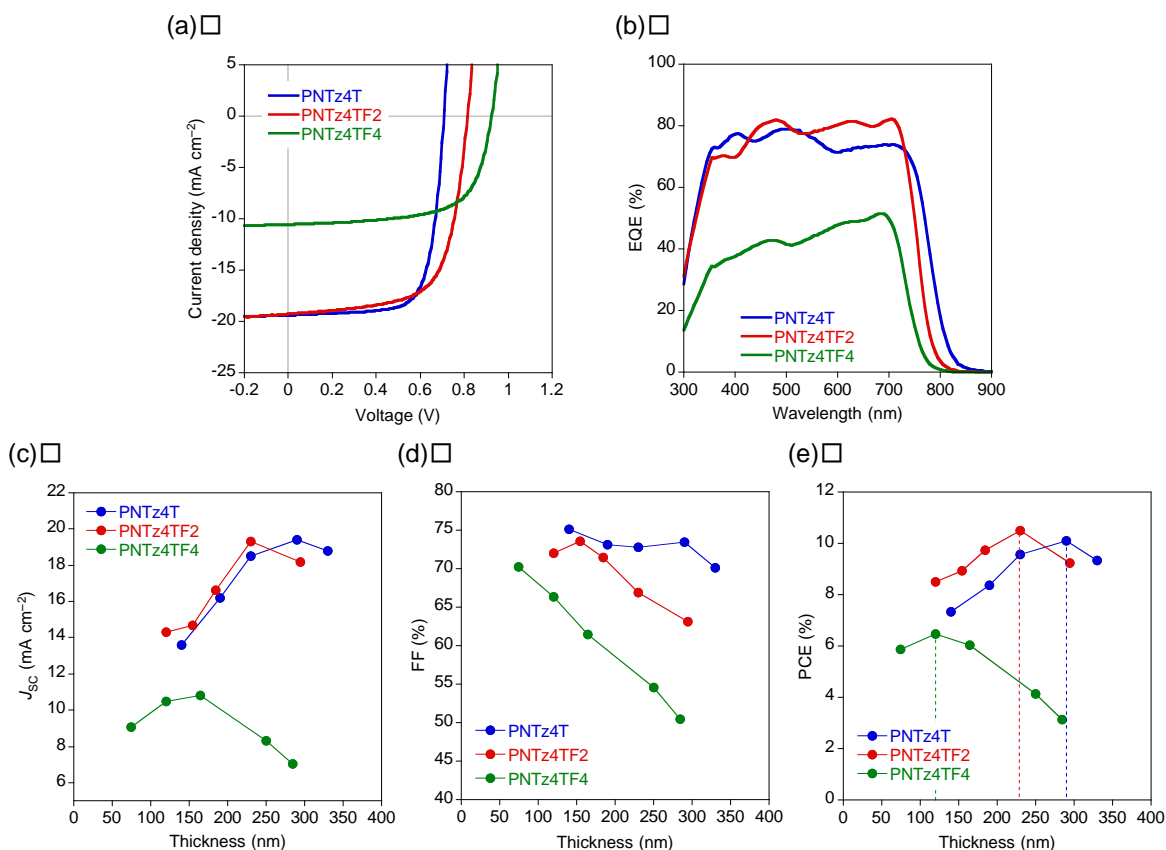 (a)□
5
0
-5
-10
-15
-20
-25
-0.2 0 0.2 0.4 0.6 0.8 1 1.2
Current density (mA cm⁻²)
Voltage (V)
PNTz4T
PNTz4TF2
PNTz4TF4
(b)□
100
80
60
40
20
0
300 400 500 600 700 800 900
EQE (%)
Wavelength (nm)
PNTz4T
PNTz4TF2
PNTz4TF4
(c)□
22
20
18
16
14
12
10
8
6
0 50 100 150 200 250 300 350 400
JSC (mA cm⁻²)
Thickness (nm)
PNTz4T
PNTz4TF2
PNTz4TF4
(d)□
80
75
70
65
60
55
50
45
40
0 50 100 150 200 250 300 350 400
FF (%)
Thickness (nm)
PNTz4T
PNTz4TF2
PNTz4TF4
(e)□
12
10
8
6
4
2
0
0 50 100 150 200 250 300 350 400
PCE (%)
Thickness (nm)
PNTz4T
PNTz4TF2
PNTz4TF4